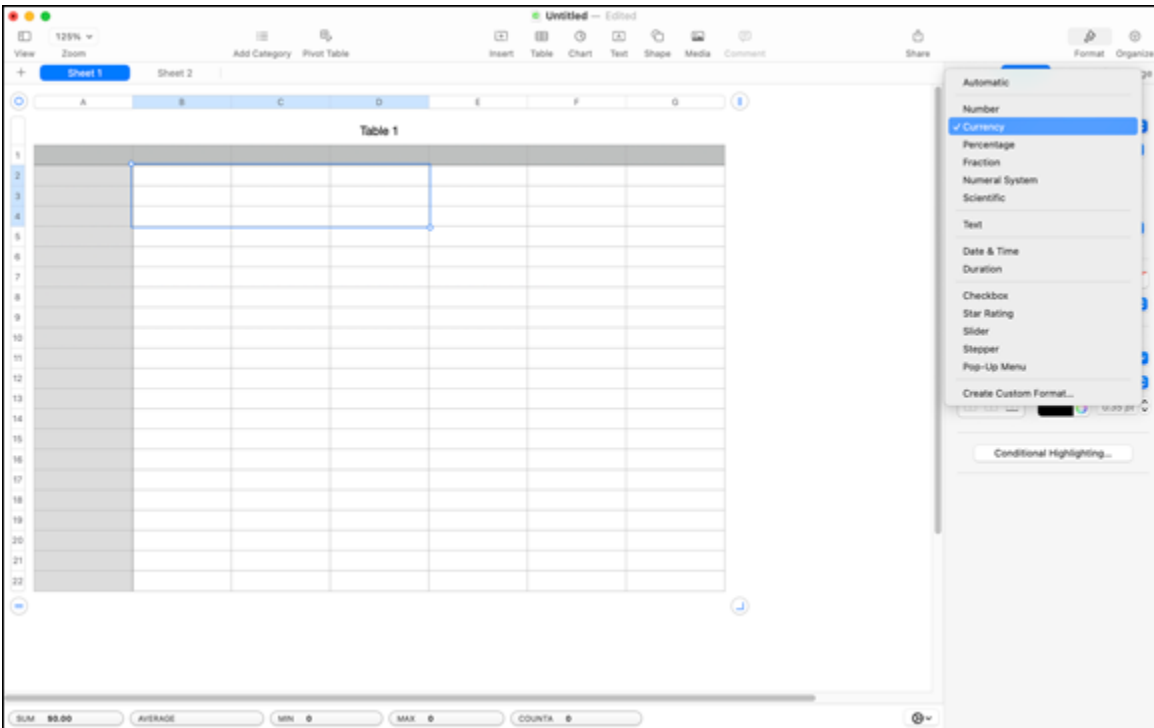 Untitled — Edited
125%
View Zoom Add Category Pivot Table Insert Table Chart Text Shape Media Comment Share Format Organize
+ Sheet 1 Sheet 2
A B C D E F G
Table 1
1
2
3
4
5
6
7
8
9
10
11
12
13
14
15
16
17
18
19
20
21
22
Automatic
Number
✓ Currency
Percentage
Fraction
Numeral System
Scientific
Text
Date & Time
Duration
Checkbox
Star Rating
Slider
Stepper
Pop-Up Menu
Create Custom Format...
0.35 pt
Conditional Highlighting...
SUM $0.00 AVERAGE MIN 0 MAX 0 COUNTA 0